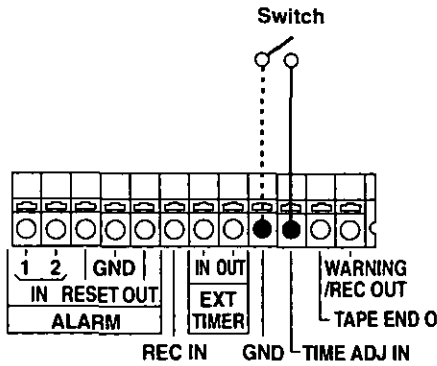 Switch
1 2 GND IN OUT WARNING
IN RESET OUT EXT /REC OUT
ALARM TIMER TAPE END O
REC IN GND TIME ADJ IN